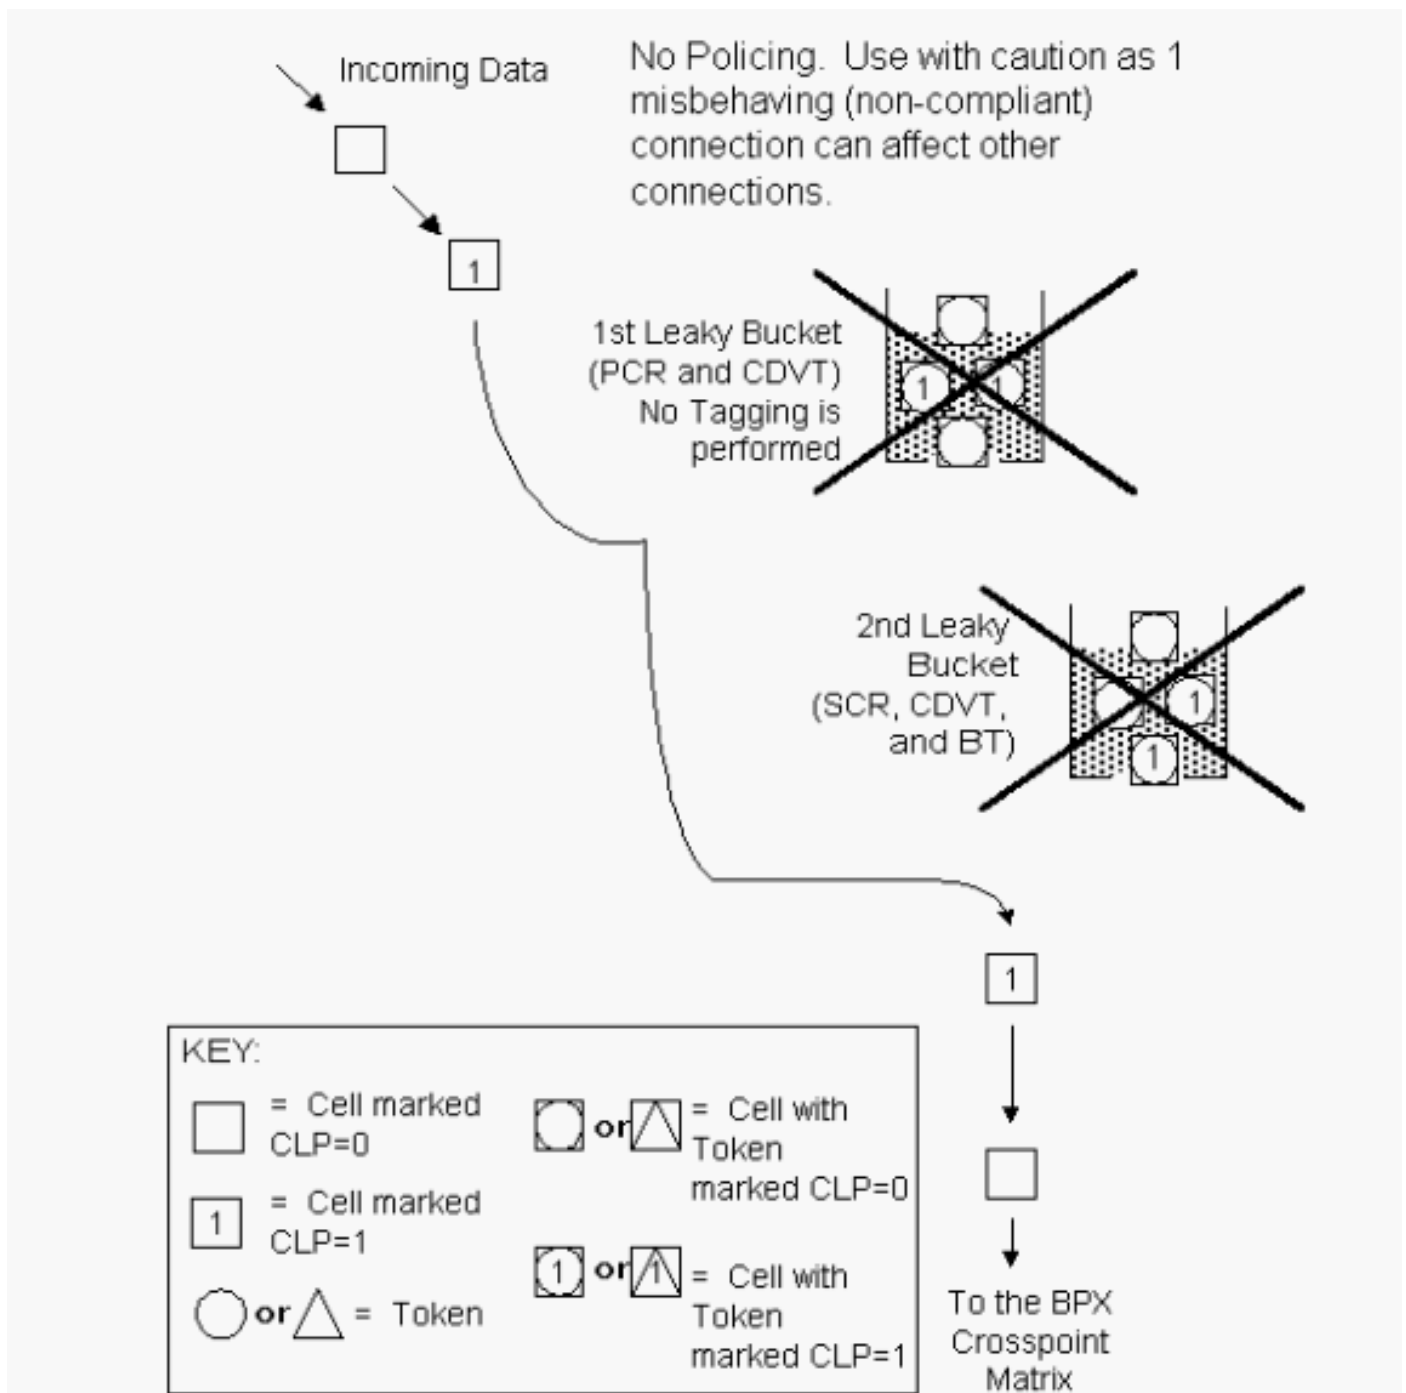 Incoming Data
No Policing.  Use with caution as 1
misbehaving (non-compliant)
connection can affect other
connections.
1
1st Leaky Bucket
(PCR and CDVT)
No Tagging is
performed
1 1
2nd Leaky
Bucket
(SCR, CDVT,
and BT)
1
1
1
KEY:
= Cell marked
CLP=0
or = Cell with
Token
marked CLP=0
1 = Cell marked
CLP=1
1 or 1 = Cell with
Token
marked CLP=1
or = Token
To the BPX
Crosspoint
Matrix